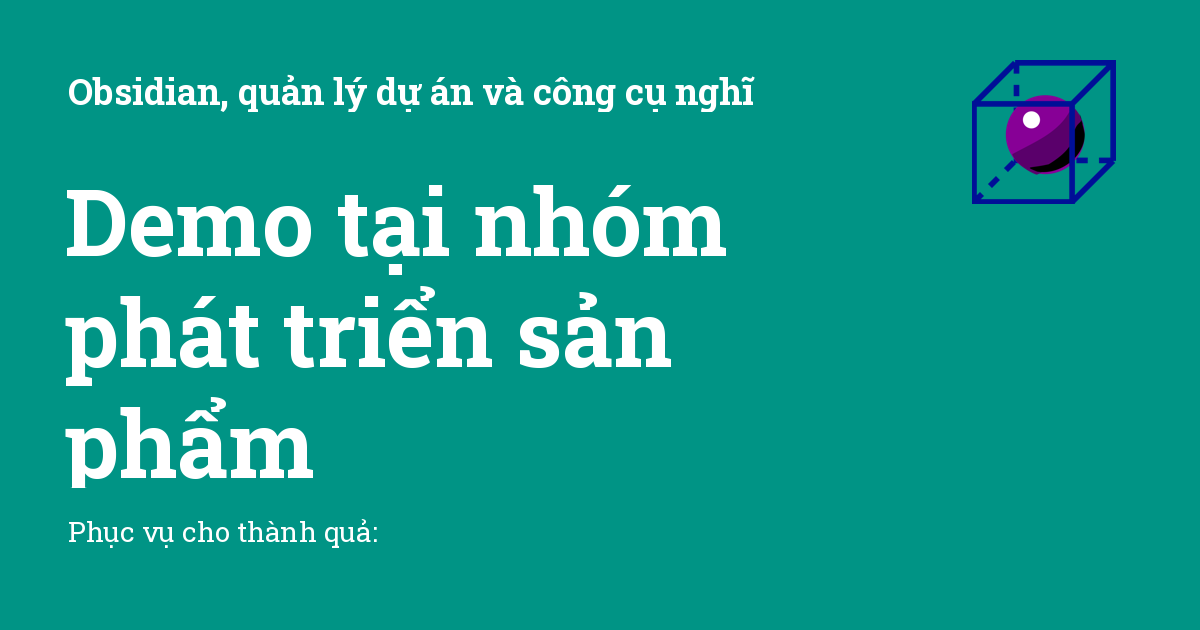 Obsidian, quản lý dự án và công cụ nghĩ
Demo tại nhóm
phát triển sản
phẩm
Phục vụ cho thành quả: